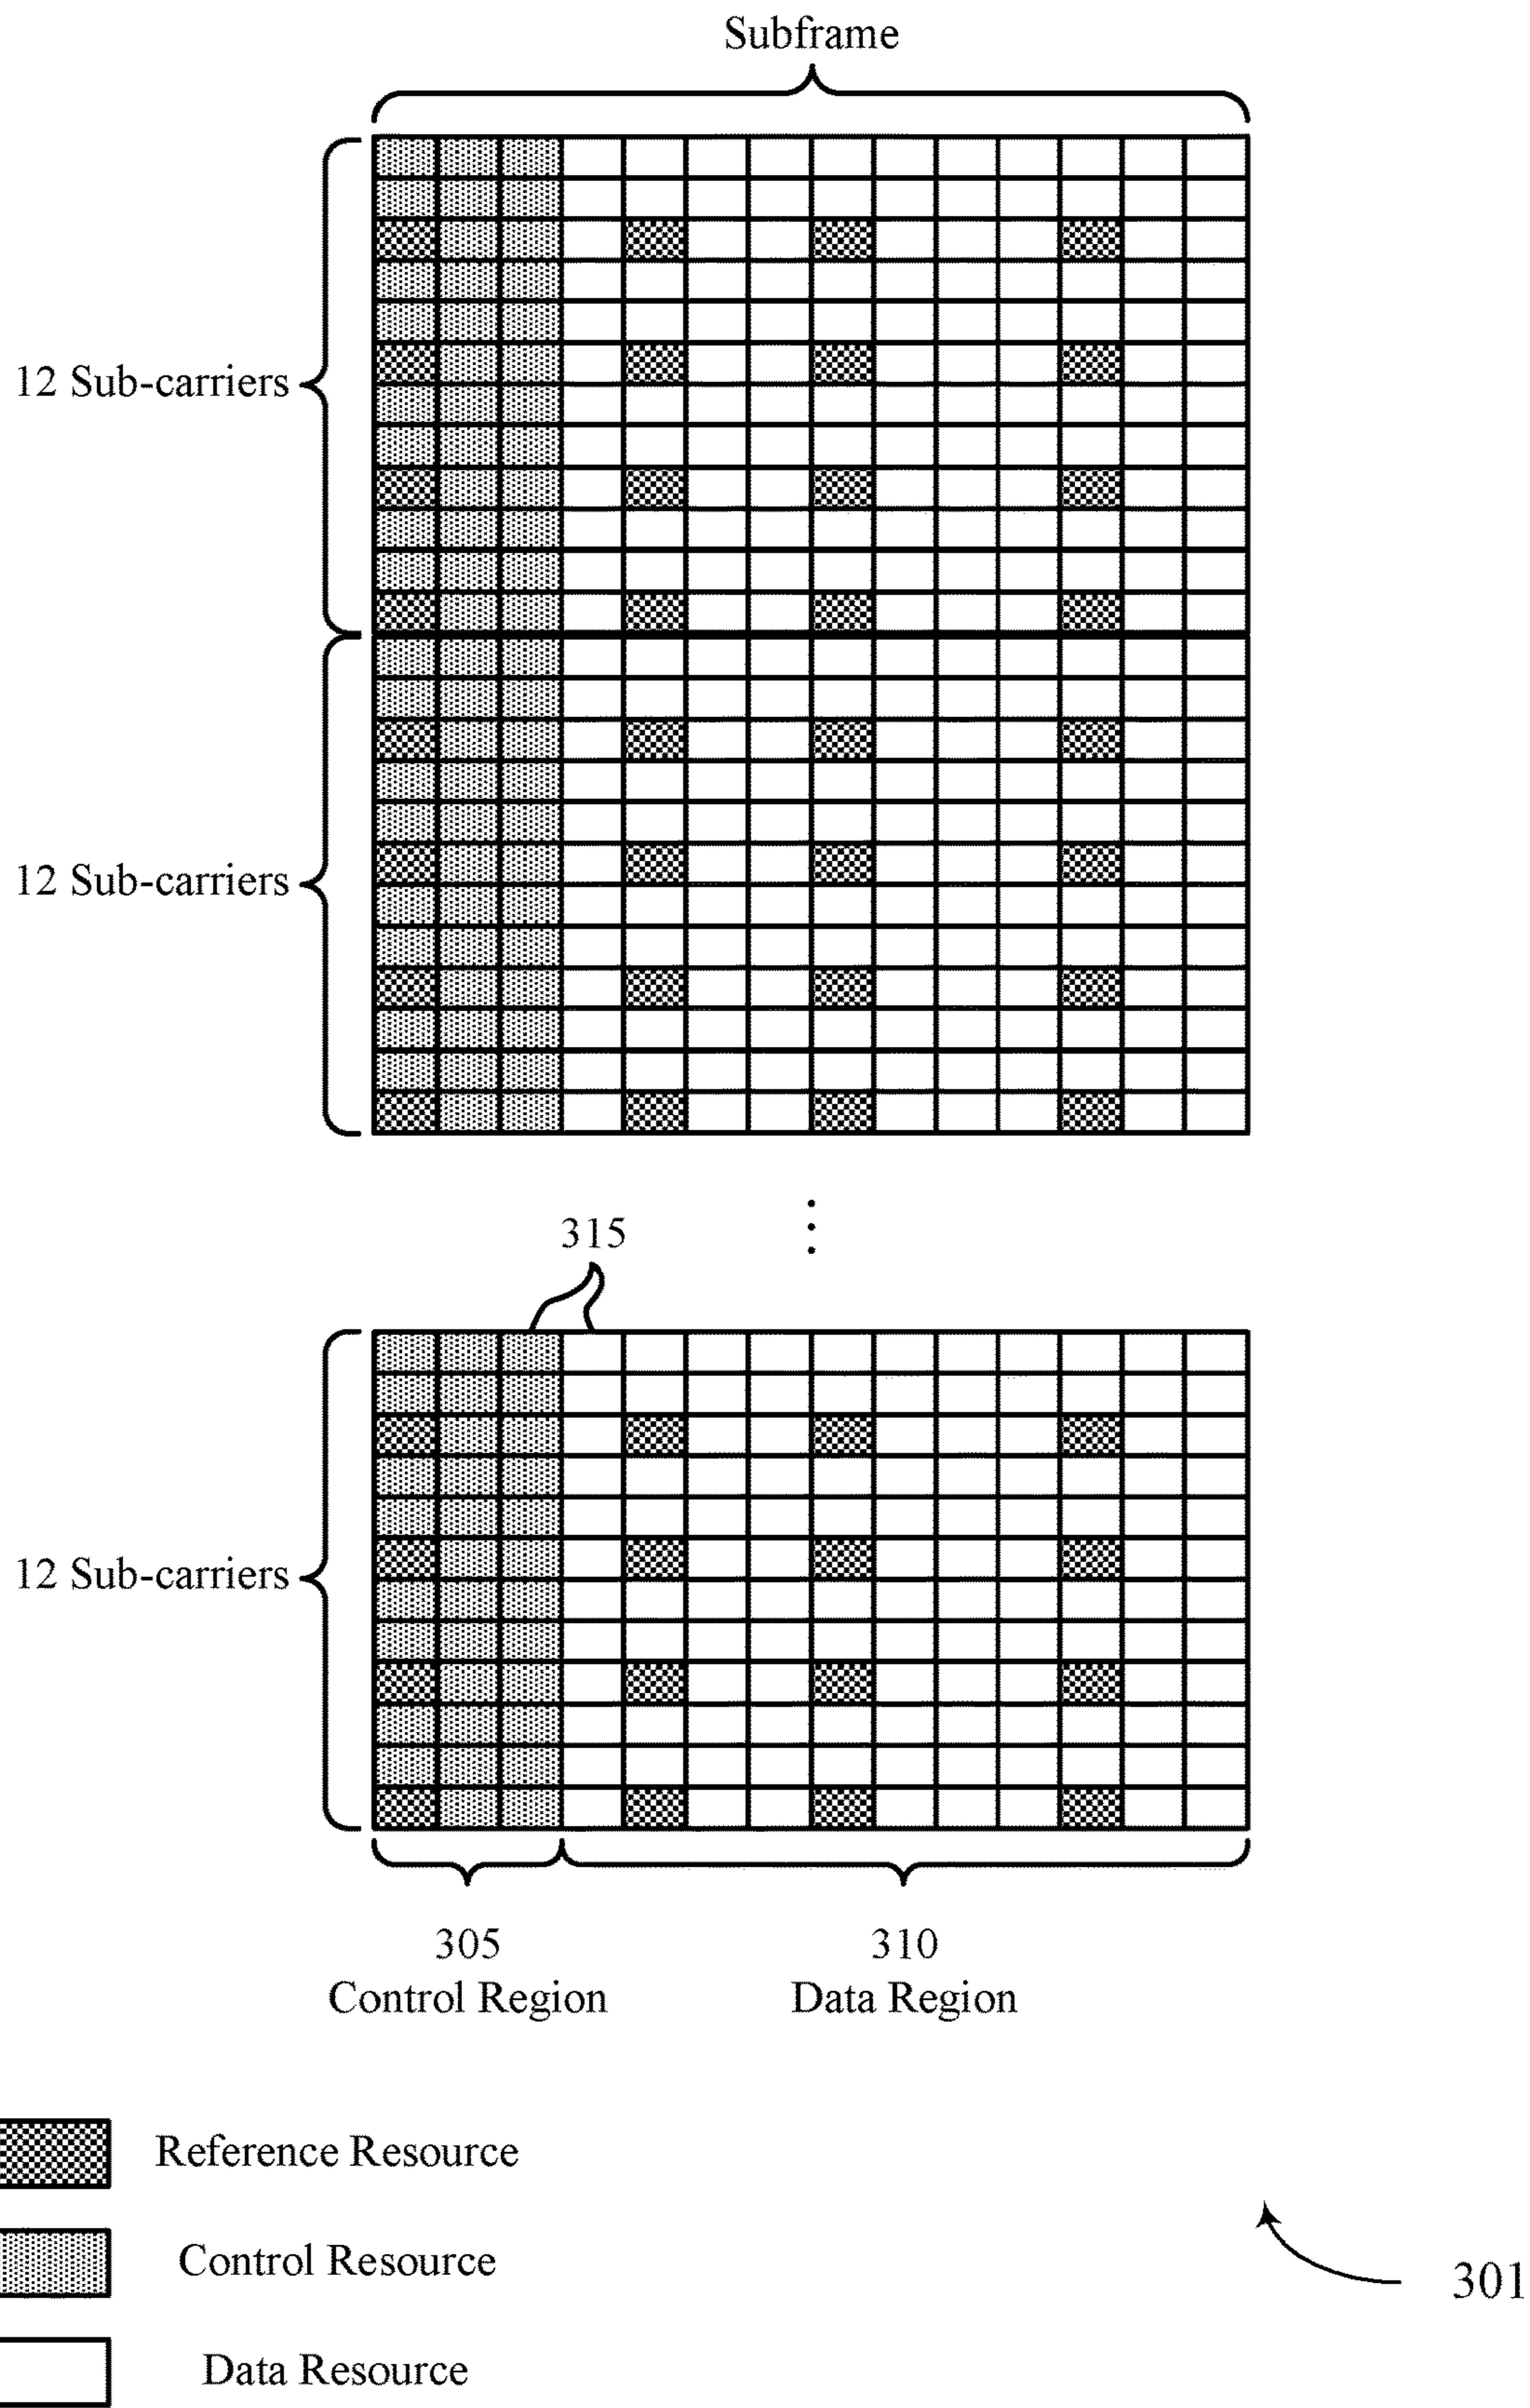 Subframe
12 Sub-carriers
12 Sub-carriers
315
12 Sub-carriers
305
Control Region
310
Data Region
Reference Resource
Control Resource
301
Data Resource